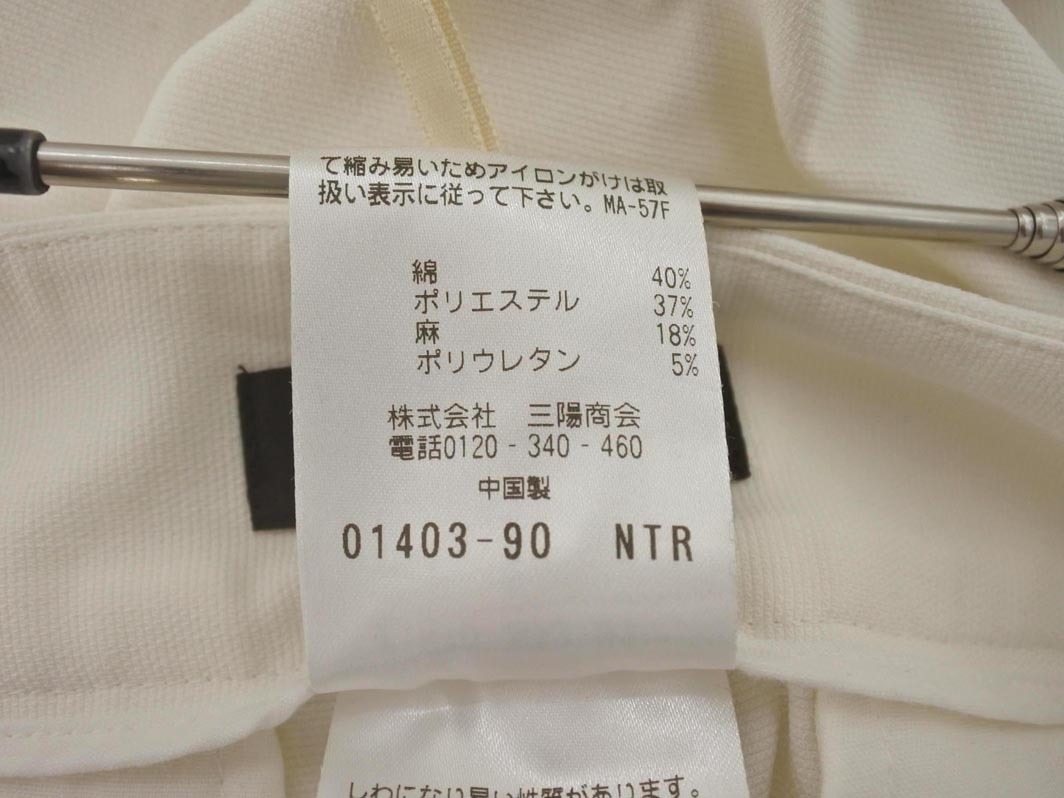 て縮み易いためアイロンがけは取
扱い表示に従って下さい。MA-57F
綿 40%
ポリエステル 37%
麻 18%
ポリウレタン 5%
株式会社 三陽商会
電話0120-340-460
中国製
01403-90 NTR
しわになり易い性質があります。